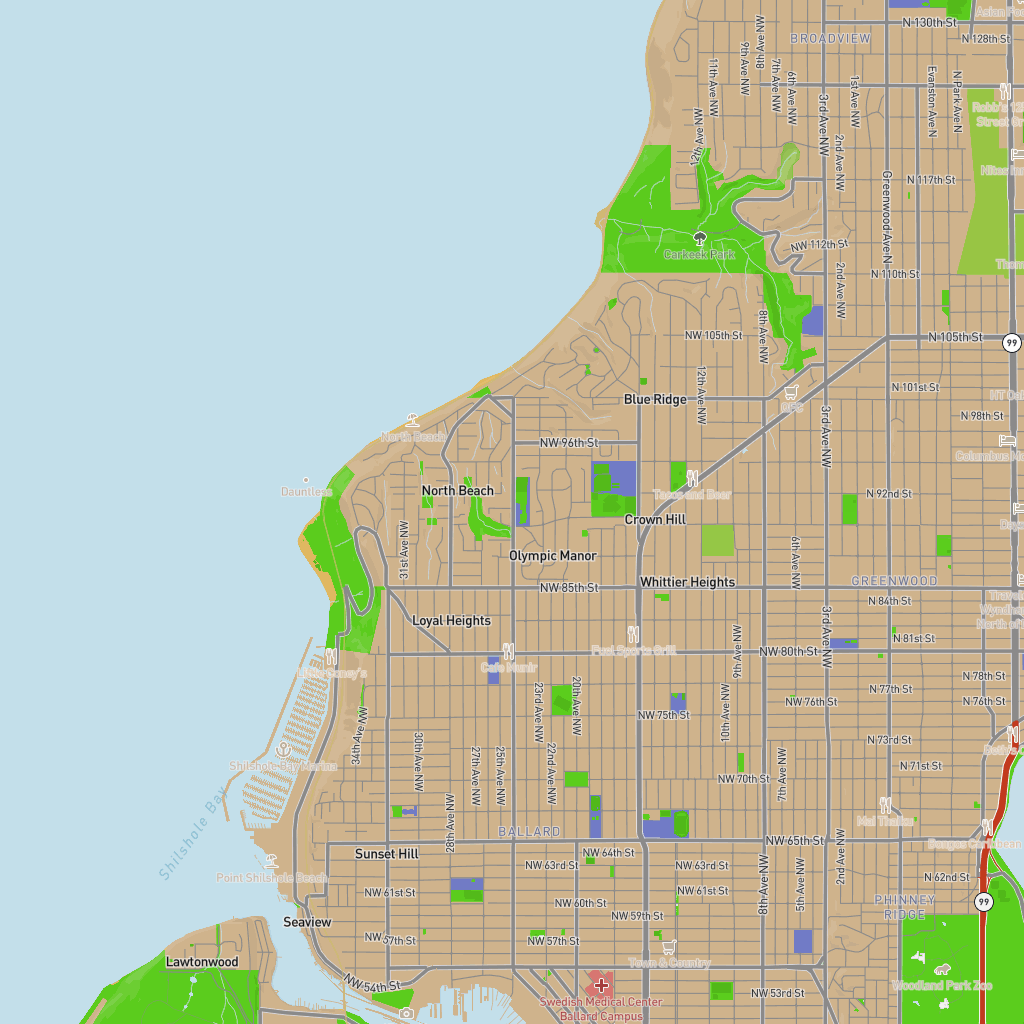 N 130th St
Asian Foo
BROADVIEW
N 128th St
8th Ave NW
9th Ave NW
7th Ave NW
6th Ave NW
11th Ave NW
1st Ave NW
Evanston Ave N
N Park Ave N
3rd Ave NW
12th Ave NW
2nd Ave NW
Robb's 12
Street Gr
Nites Inn
N 117th St
Greenwood Ave N
NW 112th St
Carkeek Park
N 110th St
Thom
2nd Ave NW
8th Ave NW
NW 105th St
N 105th St
99
12th Ave NW
N 101st St
HT Oak
Blue Ridge
QFC
N 98th St
3rd Ave NW
North Beach
NW 96th St
Columbus Mo
North Beach
Dauntless
Tacos and Beer
N 92nd St
Crown Hill
Days
31st Ave NW
Olympic Manor
6th Ave NW
Whittier Heights
GREENWOOD
NW 85th St
Travel
Wyndha
North of
N 84th St
Loyal Heights
3rd Ave NW
N 81st St
9th Ave NW
Fuel Sports Grill
NW 80th St
Cafe Munir
Little Coney's
N 78th St
N 77th St
N 76th St
NW 76th St
20th Ave NW
23rd Ave NW
10th Ave NW
34th Ave NW
NW 75th St
30th Ave NW
N 73rd St
27th Ave NW
25th Ave NW
22nd Ave NW
7th Ave NW
Shilshole Bay Marina
N 71st St
NW 70th St
28th Ave NW
Shilshole Bay
Mai Thaiku
BALLARD
NW 65th St
Bongos Caribbean
Sunset Hill
NW 64th St
NW 63rd St
NW 63rd St
2nd Ave NW
Point Shilshole Beach
N 62nd St
NW 61st St
NW 61st St
8th Ave NW
5th Ave NW
NW 60th St
PHINNEY
RIDGE
99
Seaview
NW 59th St
NW 57th St
NW 57th St
Lawtonwood
Town & Country
NW 54th St
Woodland Park Zoo
NW 53rd St
Swedish Medical Center
Ballard Campus